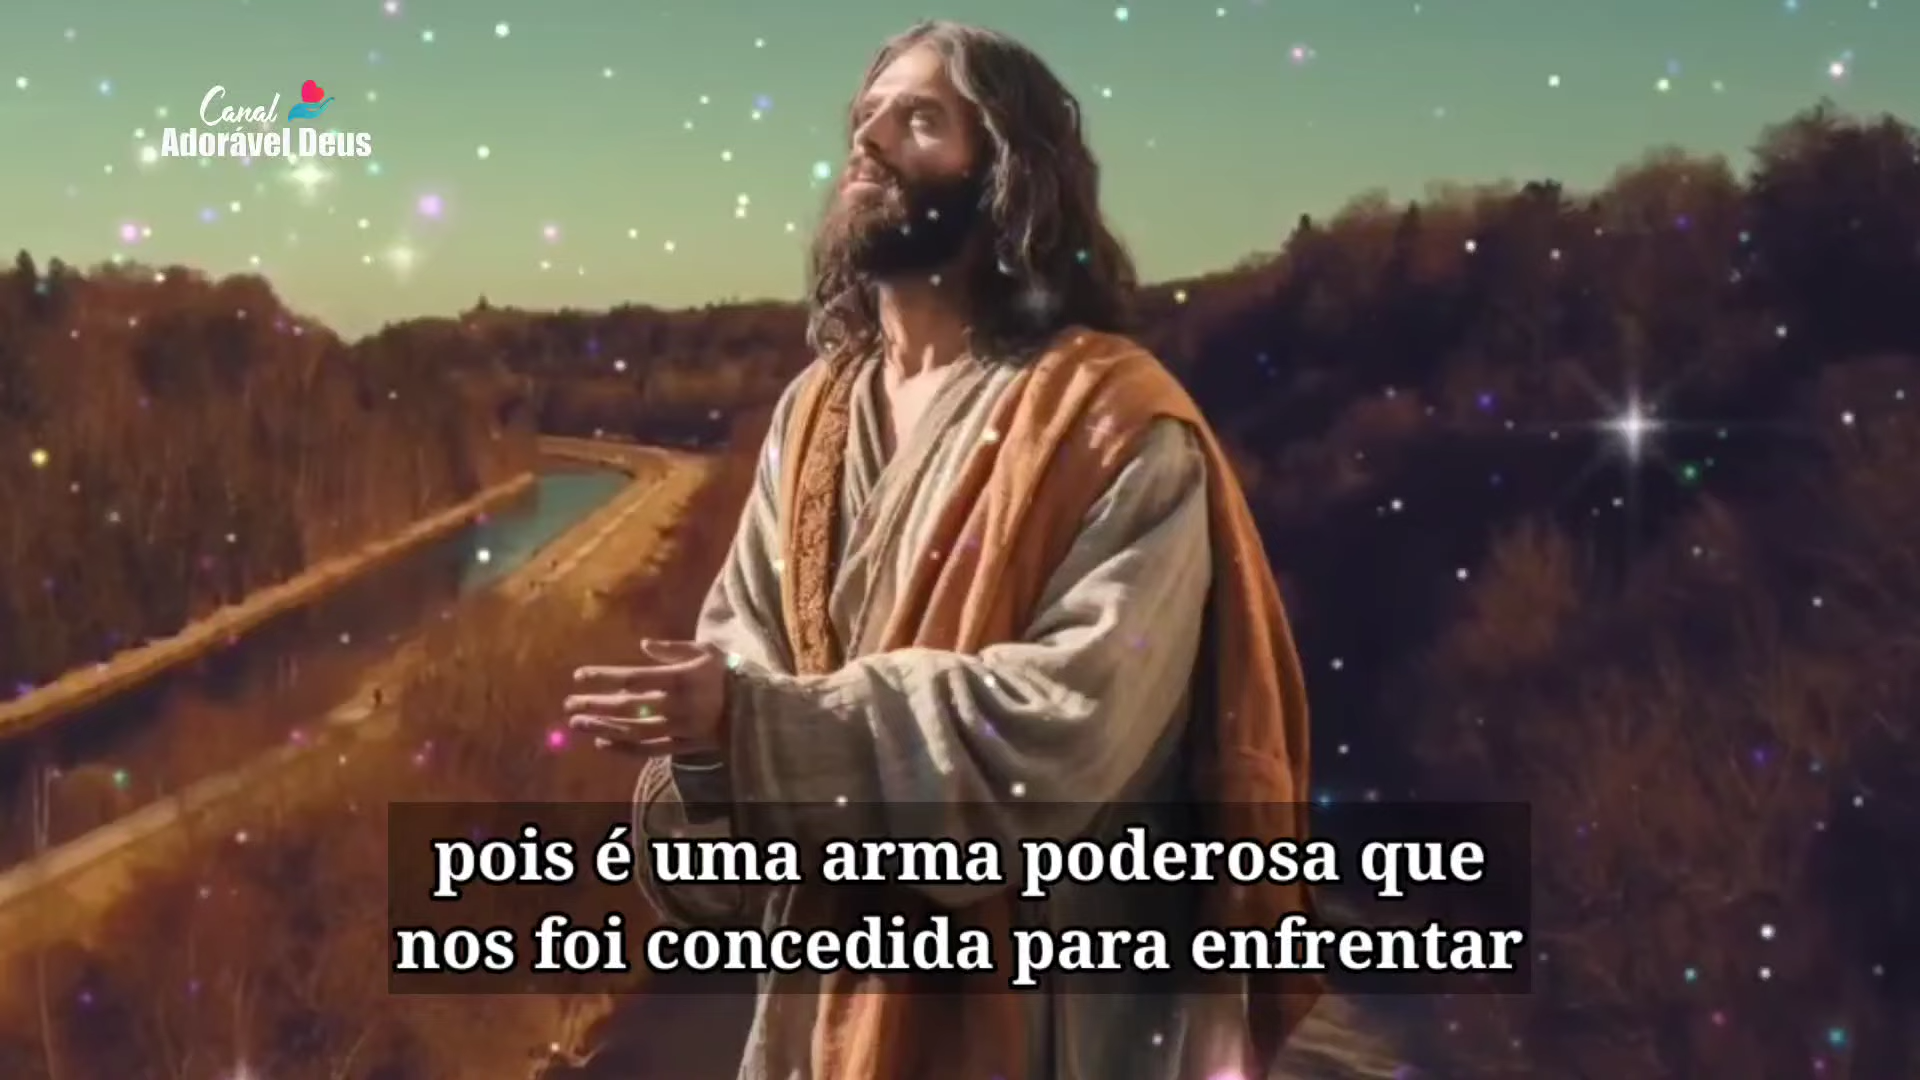 Canal
Adorável Deus
pois é uma arma poderosa que
nos foi concedida para enfrentar